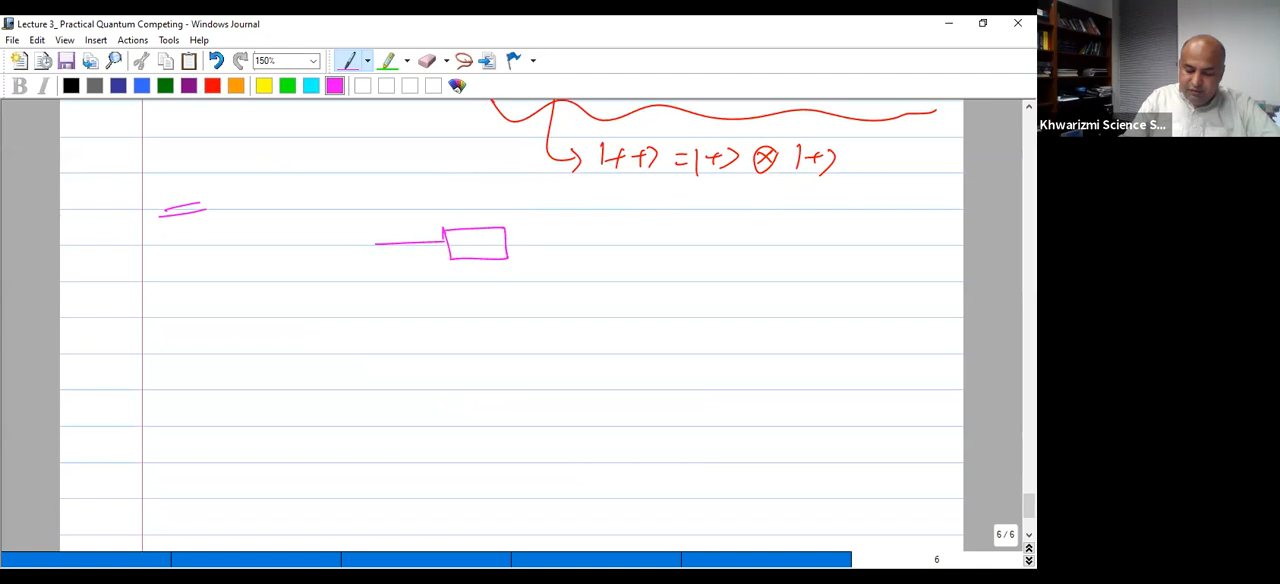 Lecture 3_ Practical Quantum Competing - Windows Journal
File Edit View Insert Actions Tools Help
150%
B I
Khwarizmi Science S...
|++> = |+> ⊗ |+>
6 / 6
6